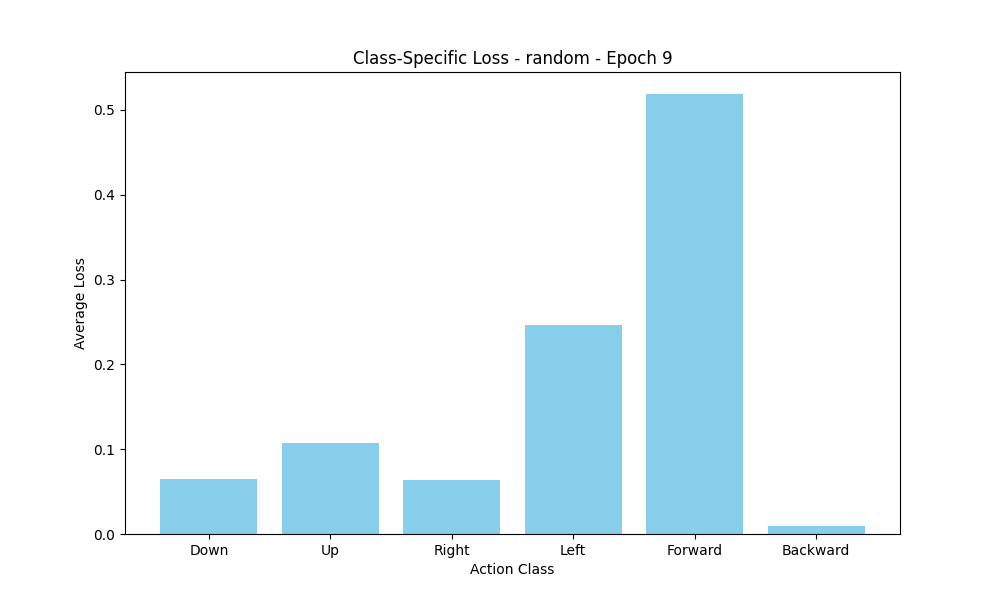 Class-Specific Loss - random - Epoch 9
Average Loss
0.5
0.4
0.3
0.2
0.1
0.0
Down Up Right Left Forward Backward
Action Class